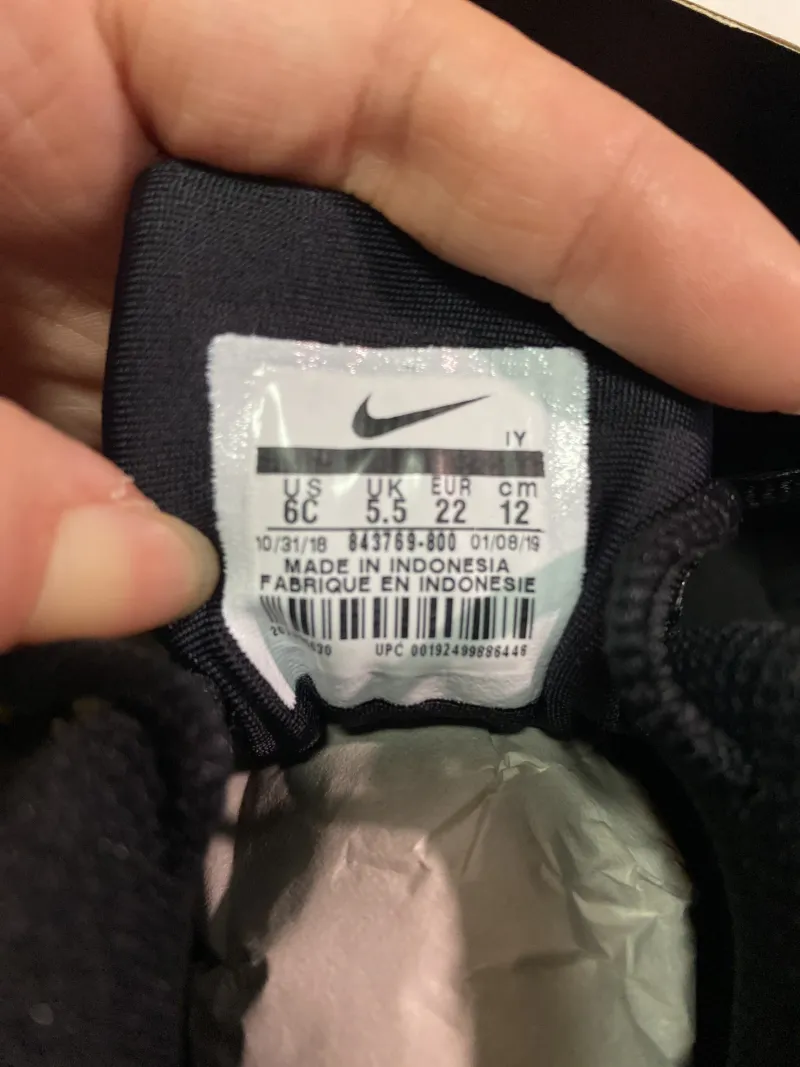 IY
US UK EUR cm
6C 5.5 22 12
10/31/18 843769-800 01/08/19
MADE IN INDONESIA
FABRIQUE EN INDONESIE
UPC 00192499886446